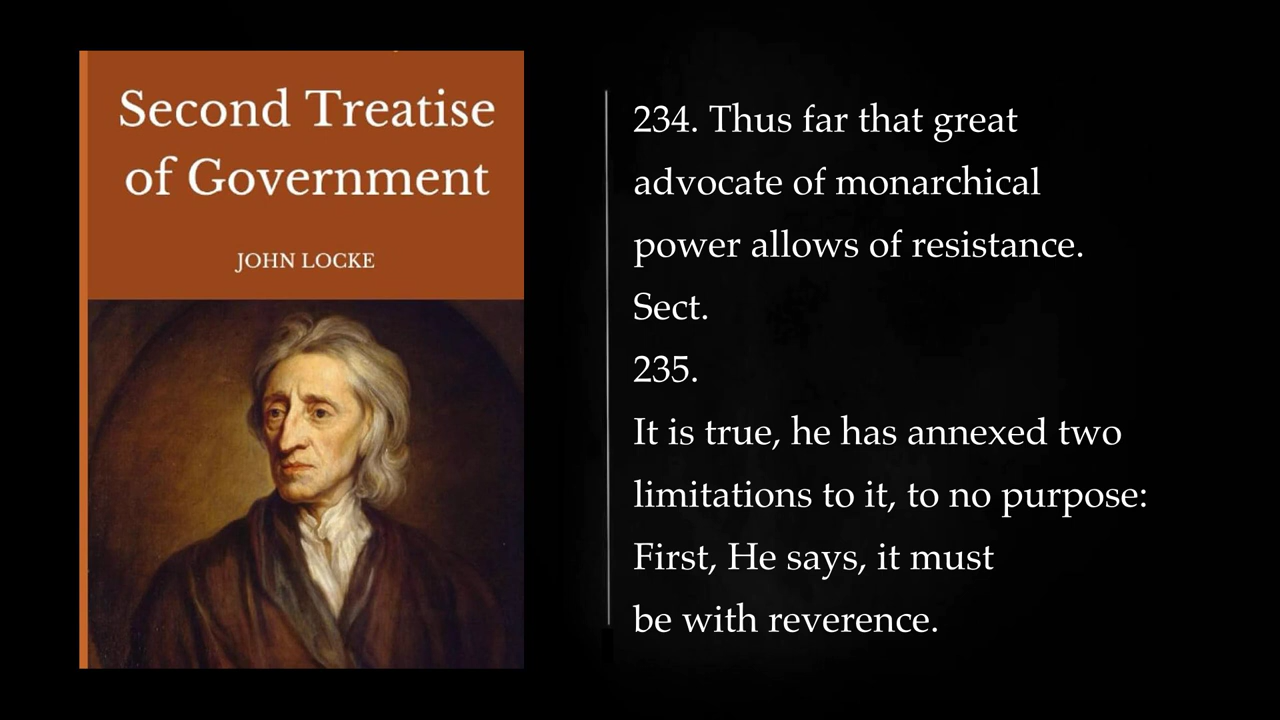 Second Treatise
of Government
JOHN LOCKE
234. Thus far that great
advocate of monarchical
power allows of resistance.
Sect.
235.
It is true, he has annexed two
limitations to it, to no purpose:
First, He says, it must
be with reverence.